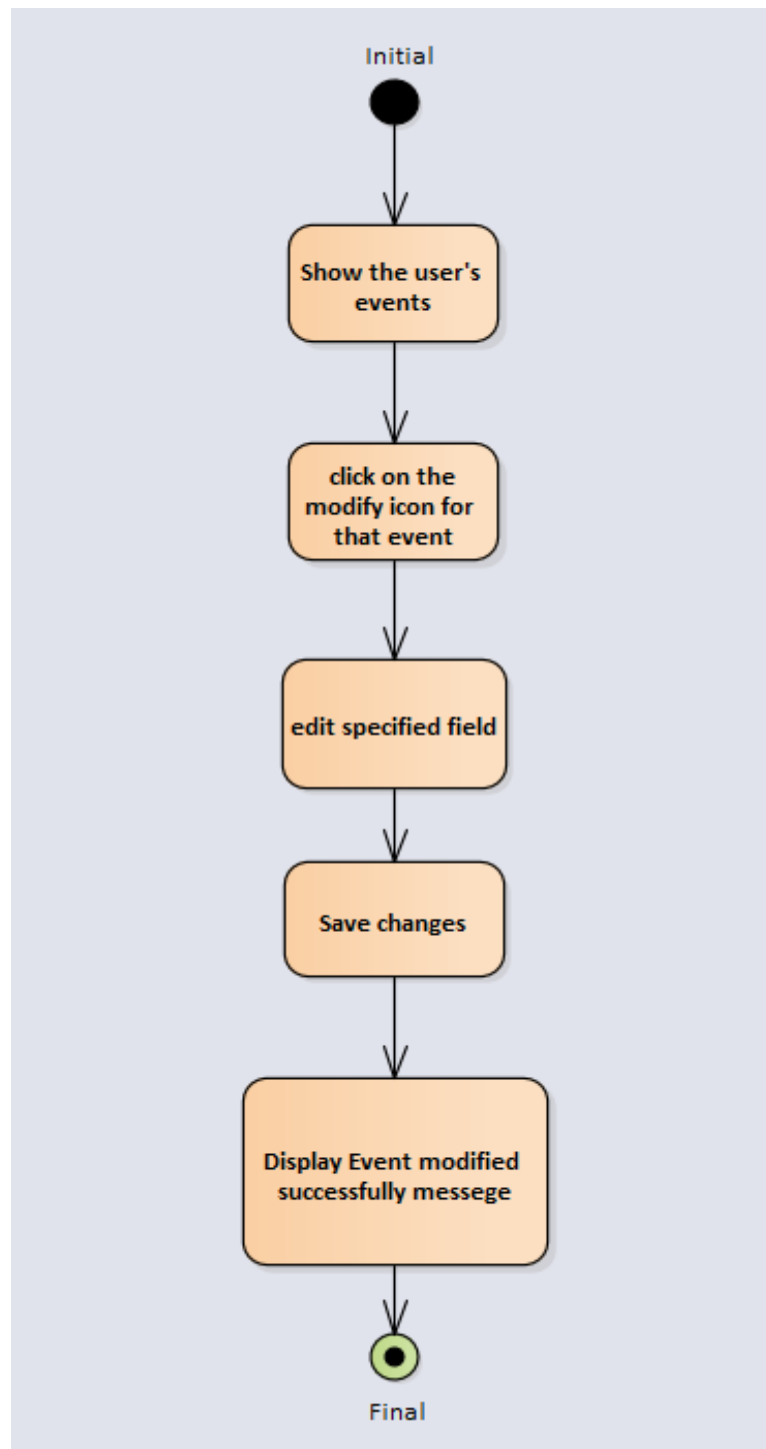 Initial
Show the user's
events
click on the
modify icon for
that event
edit specified field
Save changes
Display Event modified
successfully messege
Final